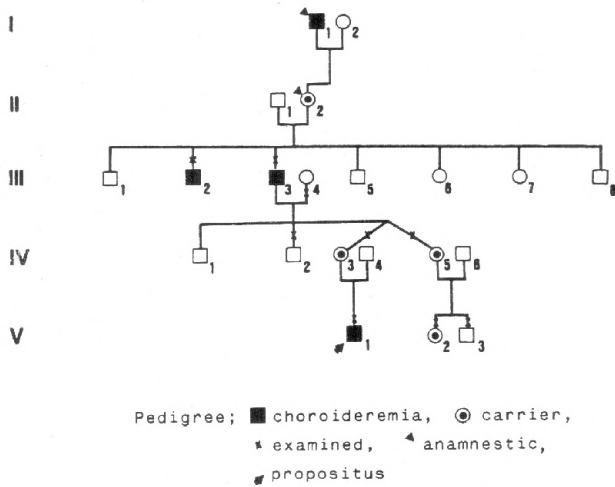 I
1 2
II
1 2
III
1 2 3 4 5 6 7 8
IV
1 2 3 4 5 6
V
1 2 3
Pedigree; choroideremia, carrier,
examined, anamnestic,
propositus